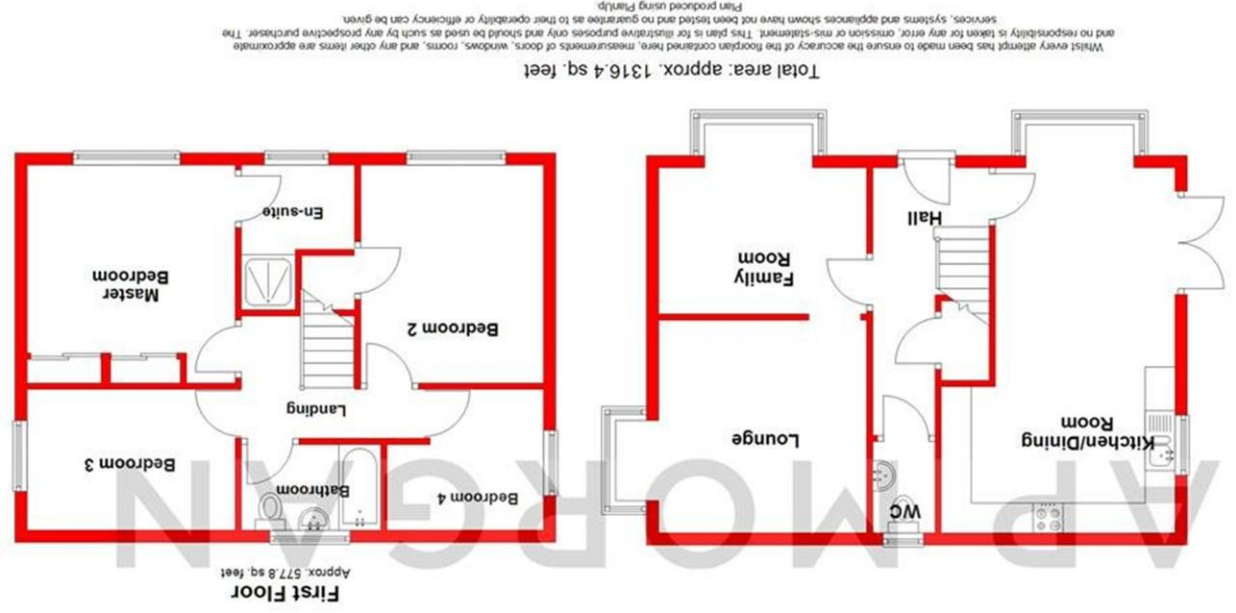 First Floor
Approx. 577.8 sq. feet
AP MORGAN
WC
Kitchen/Dining
Room
Lounge
Family
Room
Hall
Bedroom 4
Bathroom
Bedroom 3
Landing
Bedroom 2
Master
Bedroom
En-suite
Total area: approx. 1316.4 sq. feet
Whilst every attempt has been made to ensure the accuracy of the floorplan contained here, measurements of doors, windows, rooms, and any other items are approximate
and no responsibility is taken for any error, omission or mis-statement. This plan is for illustrative purposes only and should be used as such by any prospective purchaser. The
services, systems and appliances shown have not been tested and no guarantee as to their operability or efficiency can be given.
Plan produced using PlanUp.